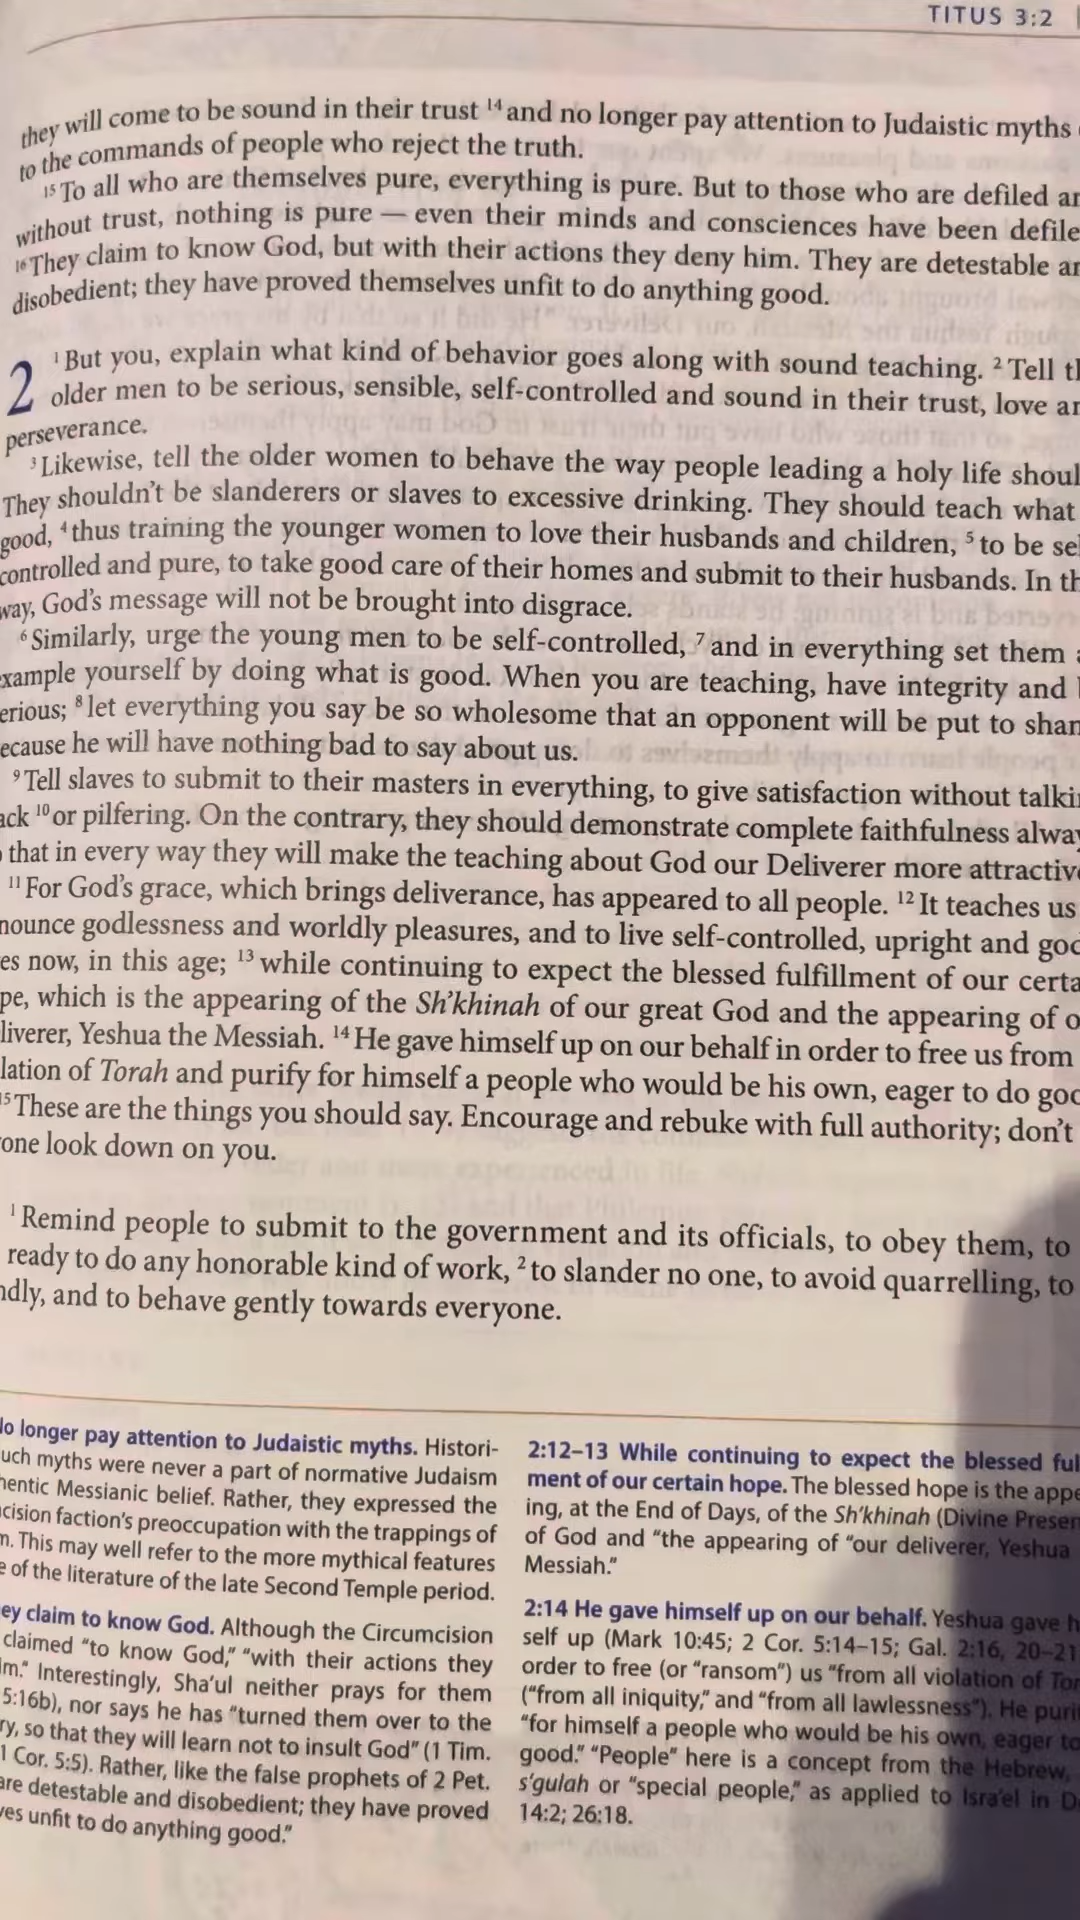 TITUS 3:2
they will come to be sound in their trust 14 and no longer pay attention to Judaistic myths
to the commands of people who reject the truth.
15 To all who are themselves pure, everything is pure. But to those who are defiled an
without trust, nothing is pure — even their minds and consciences have been defile
16 They claim to know God, but with their actions they deny him. They are detestable an
disobedient; they have proved themselves unfit to do anything good.
2 1 But you, explain what kind of behavior goes along with sound teaching. 2 Tell th
older men to be serious, sensible, self-controlled and sound in their trust, love an
perseverance.
3 Likewise, tell the older women to behave the way people leading a holy life shoul
They shouldn't be slanderers or slaves to excessive drinking. They should teach what
good, 4 thus training the younger women to love their husbands and children, 5 to be sel
controlled and pure, to take good care of their homes and submit to their husbands. In th
way, God's message will not be brought into disgrace.
6 Similarly, urge the young men to be self-controlled, 7 and in everything set them a
xample yourself by doing what is good. When you are teaching, have integrity and b
erious; 8 let everything you say be so wholesome that an opponent will be put to sham
ecause he will have nothing bad to say about us.
9 Tell slaves to submit to their masters in everything, to give satisfaction without talkin
ack 10 or pilfering. On the contrary, they should demonstrate complete faithfulness alway
o that in every way they will make the teaching about God our Deliverer more attractive
11 For God's grace, which brings deliverance, has appeared to all people. 12 It teaches us
nounce godlessness and worldly pleasures, and to live self-controlled, upright and god
es now, in this age; 13 while continuing to expect the blessed fulfillment of our certa
pe, which is the appearing of the Sh'khinah of our great God and the appearing of o
liverer, Yeshua the Messiah. 14 He gave himself up on our behalf in order to free us from
lation of Torah and purify for himself a people who would be his own, eager to do goo
15 These are the things you should say. Encourage and rebuke with full authority; don't
one look down on you.
1 Remind people to submit to the government and its officials, to obey them, to
ready to do any honorable kind of work, 2 to slander no one, to avoid quarrelling, to
ndly, and to behave gently towards everyone.
No longer pay attention to Judaistic myths. Histori-
uch myths were never a part of normative Judaism
hentic Messianic belief. Rather, they expressed the
cision faction's preoccupation with the trappings of
m. This may well refer to the more mythical features
e of the literature of the late Second Temple period.
ey claim to know God. Although the Circumcision
claimed "to know God," "with their actions they
m." Interestingly, Sha'ul neither prays for them
5:16b), nor says he has "turned them over to the
ry, so that they will learn not to insult God" (1 Tim.
1 Cor. 5:5). Rather, like the false prophets of 2 Pet.
are detestable and disobedient; they have proved
ves unfit to do anything good."
2:12–13 While continuing to expect the blessed ful
ment of our certain hope. The blessed hope is the appe
ing, at the End of Days, of the Sh'khinah (Divine Presen
of God and "the appearing of "our deliverer, Yeshua
Messiah."
2:14 He gave himself up on our behalf. Yeshua gave h
self up (Mark 10:45; 2 Cor. 5:14–15; Gal. 2:16, 20–21
order to free (or "ransom") us "from all violation of Tor
("from all iniquity," and "from all lawlessness"). He puri
"for himself a people who would be his own, eager to
good." "People" here is a concept from the Hebrew,
s'gulah or "special people," as applied to Isra'el in D
14:2; 26:18.